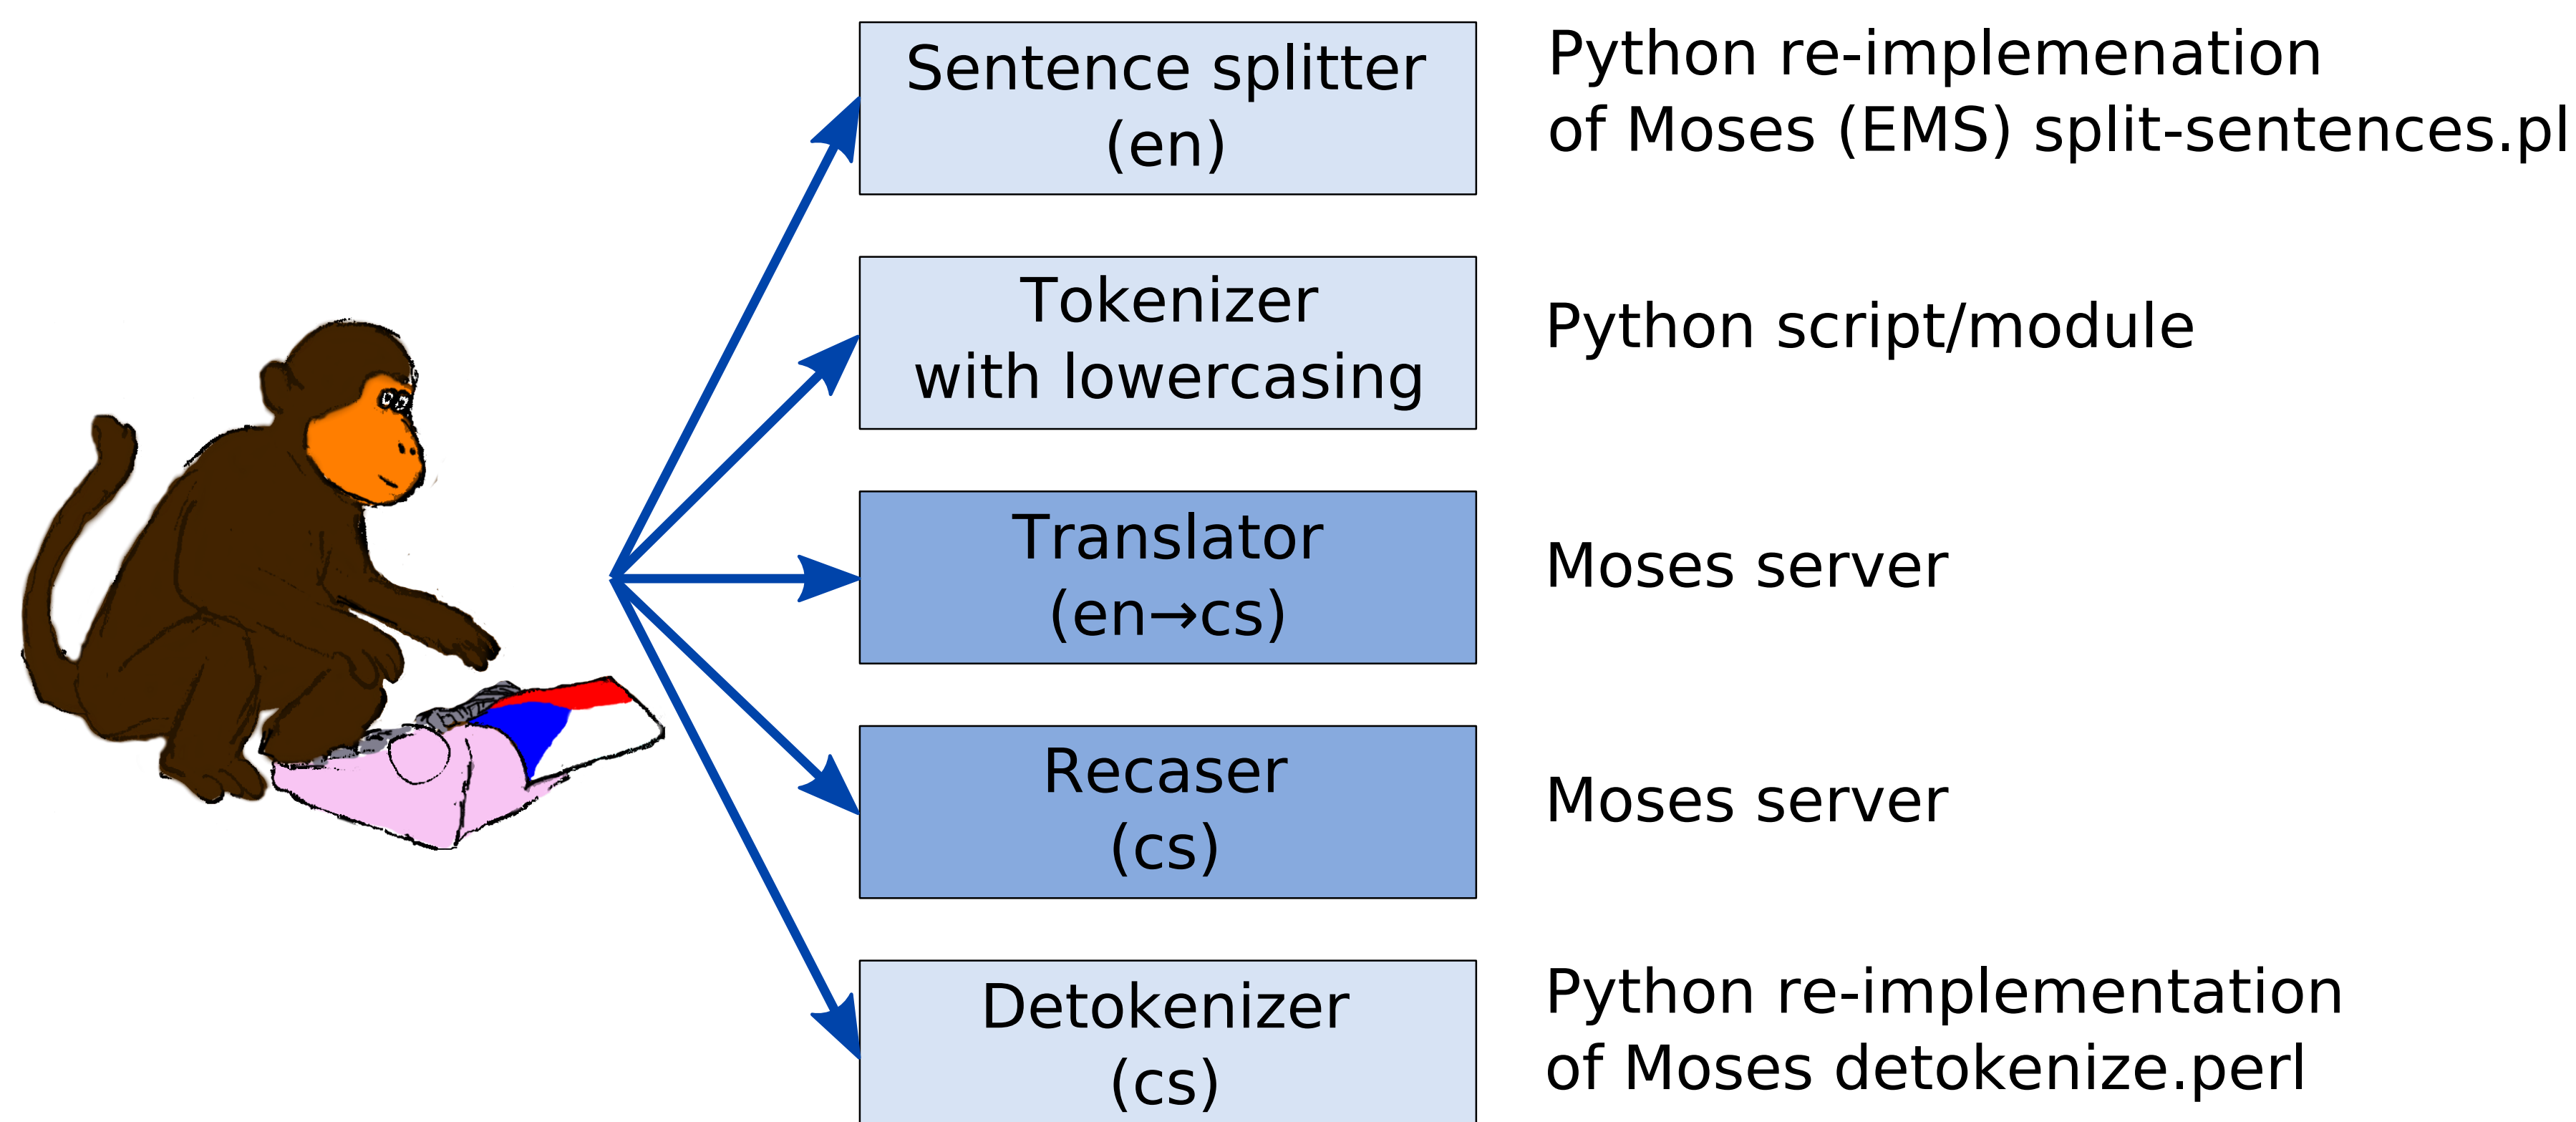 Sentence splitter
(en)
Python re-implemenation
of Moses (EMS) split-sentences.pl
Tokenizer
with lowercasing
Python script/module
Translator
(en→cs)
Moses server
Recaser
(cs)
Moses server
Detokenizer
(cs)
Python re-implementation
of Moses detokenize.perl